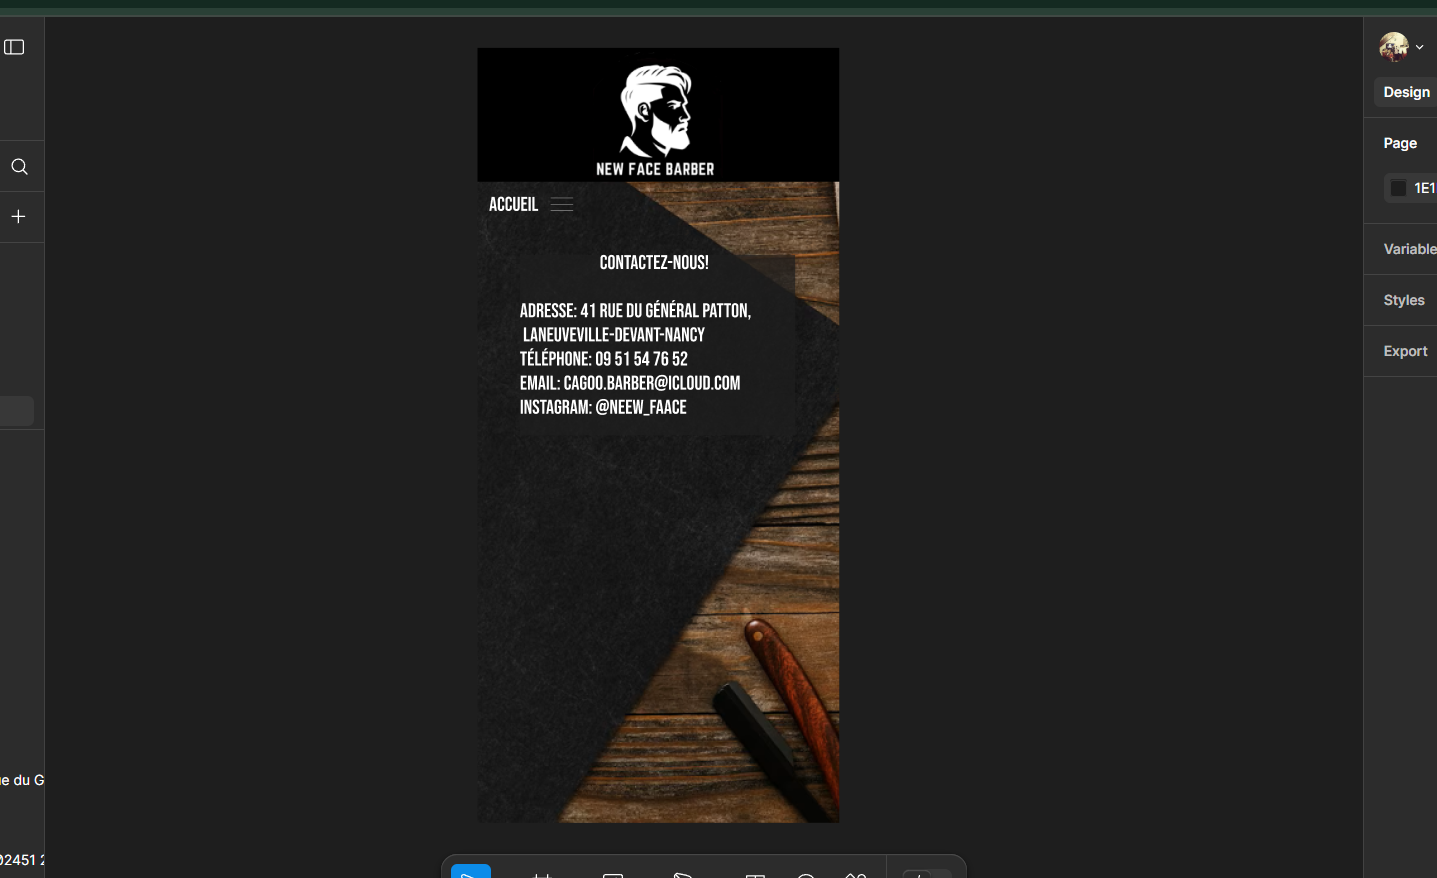 Design
Page
1E1
Variable
Styles
Export
NEW FACE BARBER
ACCUEIL
CONTACTEZ-NOUS!
ADRESSE: 41 RUE DU GÉNÉRAL PATTON,
LANEUVEVILLE-DEVANT-NANCY
TÉLÉPHONE: 09 51 54 76 52
EMAIL: CAGOO.BARBER@ICLOUD.COM
INSTAGRAM: @NEEW_FAACE
e du G
02451 2